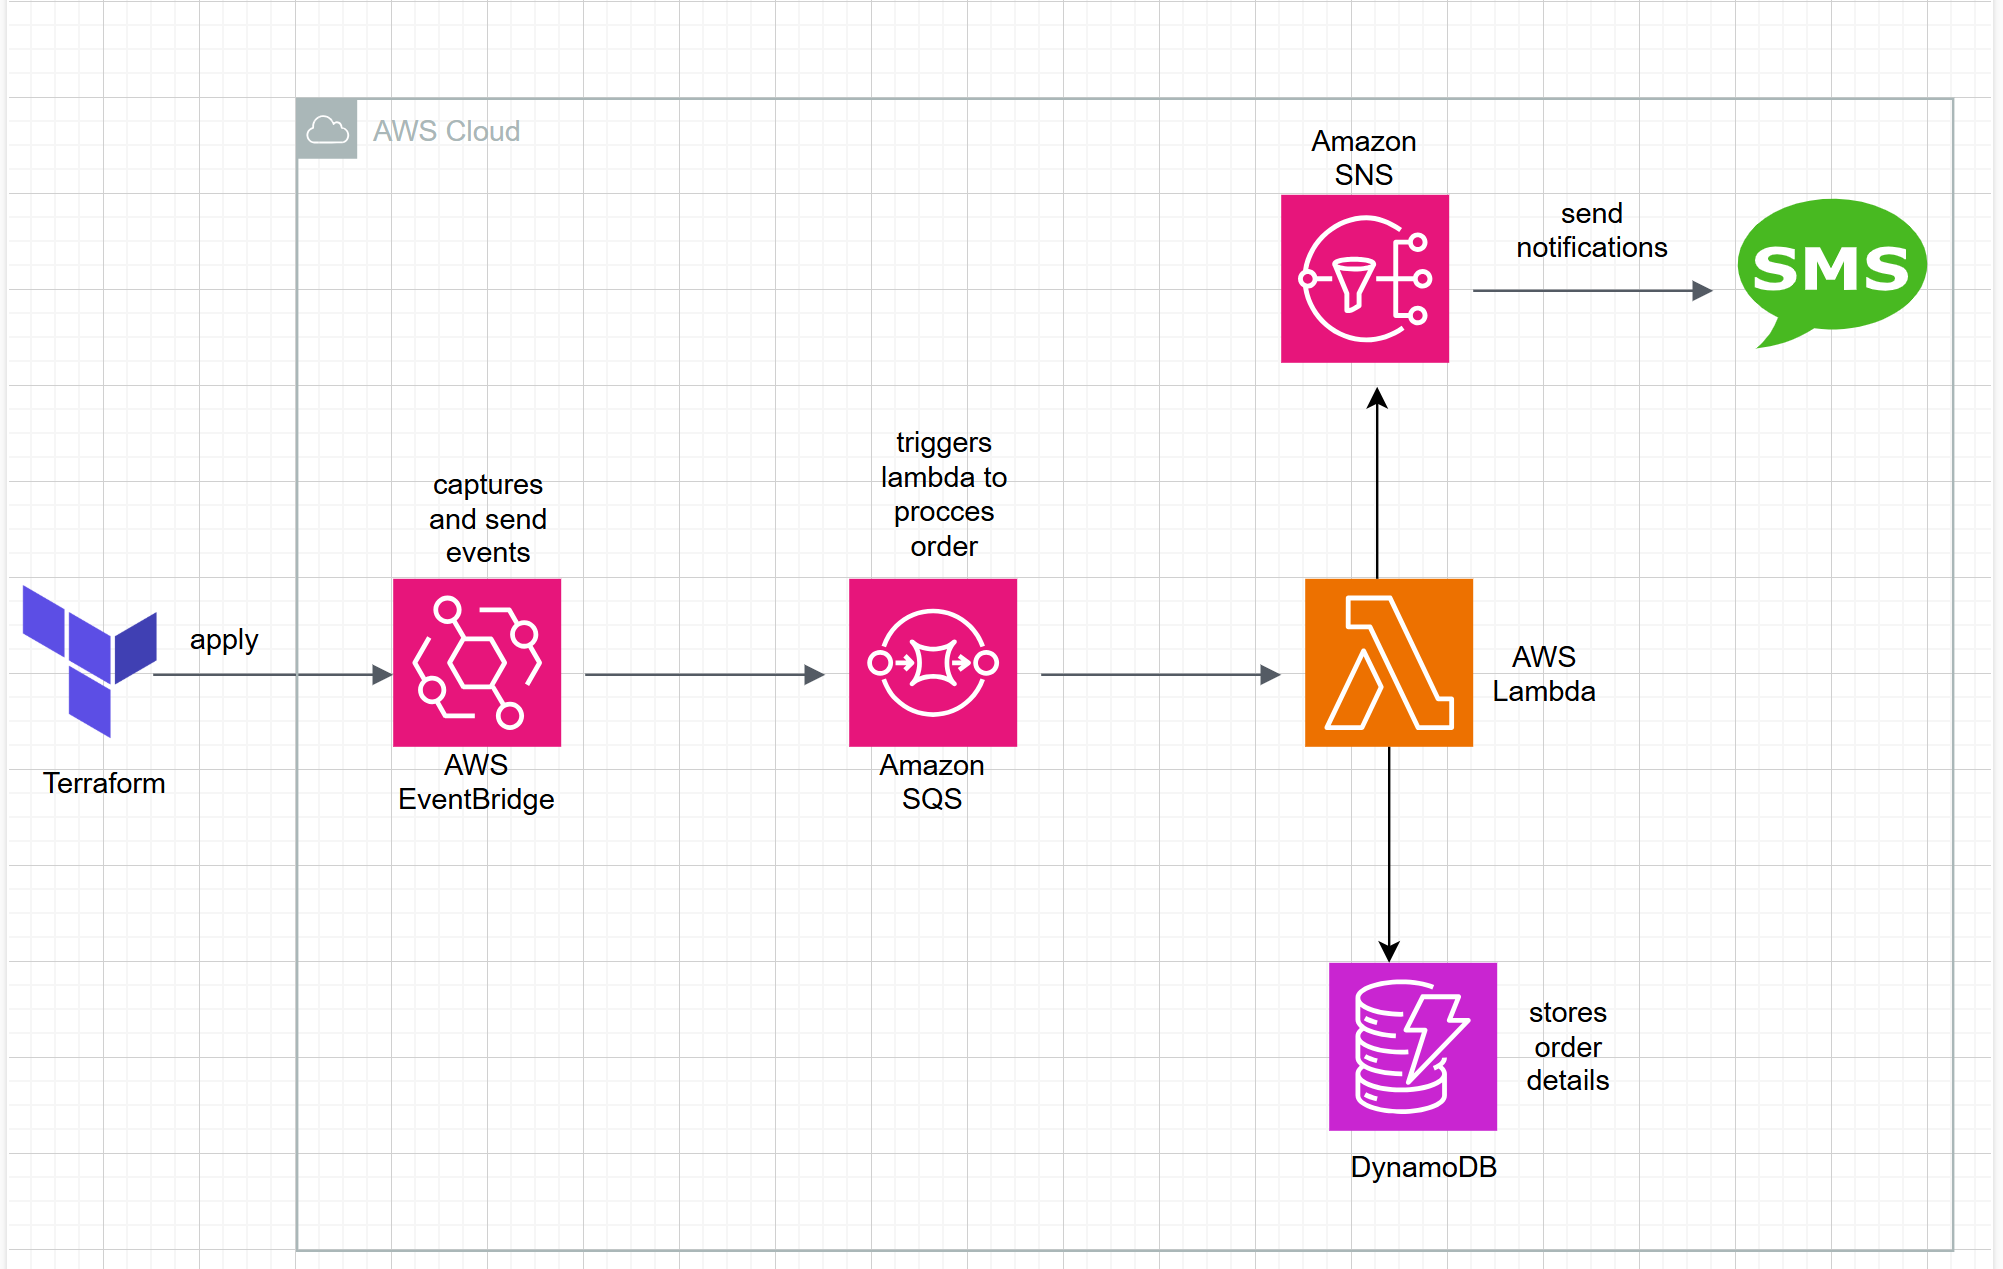 AWS Cloud
Amazon
SNS
send
notifications
SMS
triggers
lambda to
procces
order
captures
and send
events
apply
AWS
Lambda
Terraform
AWS
EventBridge
Amazon
SQS
stores
order
details
DynamoDB